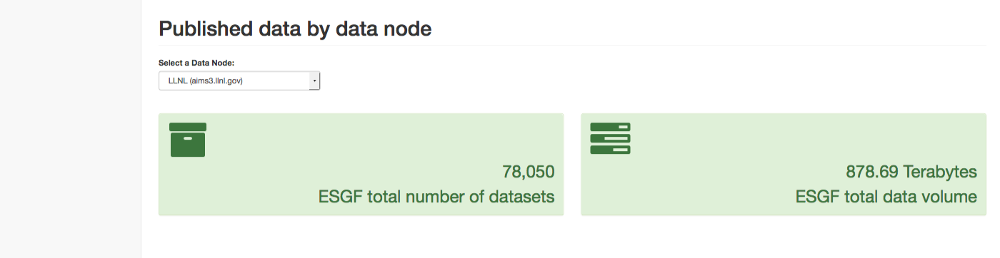 Published data by data node
Select a Data Node:
LLNL (aims3.llnl.gov)
78,050
ESGF total number of datasets
878.69 Terabytes
ESGF total data volume